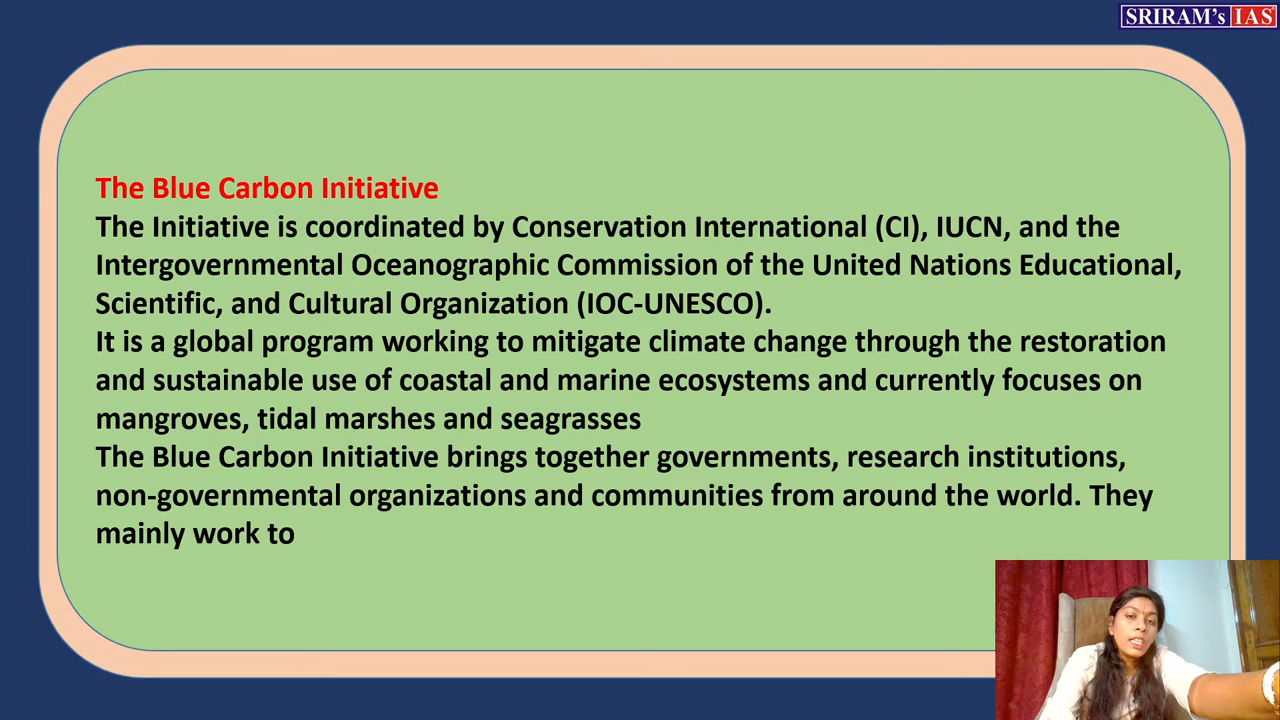 SRIRAM's IAS
The Blue Carbon Initiative
The Initiative is coordinated by Conservation International (CI), IUCN, and the
Intergovernmental Oceanographic Commission of the United Nations Educational,
Scientific, and Cultural Organization (IOC-UNESCO).
It is a global program working to mitigate climate change through the restoration
and sustainable use of coastal and marine ecosystems and currently focuses on
mangroves, tidal marshes and seagrasses
The Blue Carbon Initiative brings together governments, research institutions,
non-governmental organizations and communities from around the world. They
mainly work to